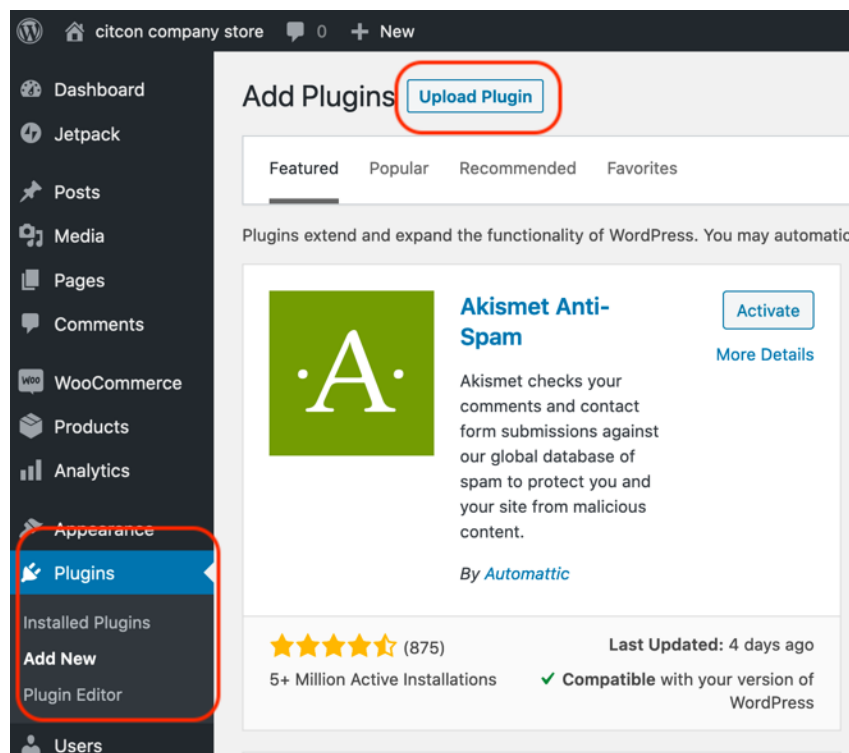 citcon company store 0 + New
Dashboard
Jetpack
Posts
Media
Pages
Comments
WooCommerce
Products
Analytics
Appearance
Plugins
Installed Plugins
Add New
Plugin Editor
Users
Add Plugins Upload Plugin
Featured Popular Recommended Favorites
Plugins extend and expand the functionality of WordPress. You may automatic
·A·
Akismet Anti-
Spam
Activate
More Details
Akismet checks your
comments and contact
form submissions against
our global database of
spam to protect you and
your site from malicious
content.
By Automattic
(875)
5+ Million Active Installations
Last Updated: 4 days ago
✓ Compatible with your version of
WordPress